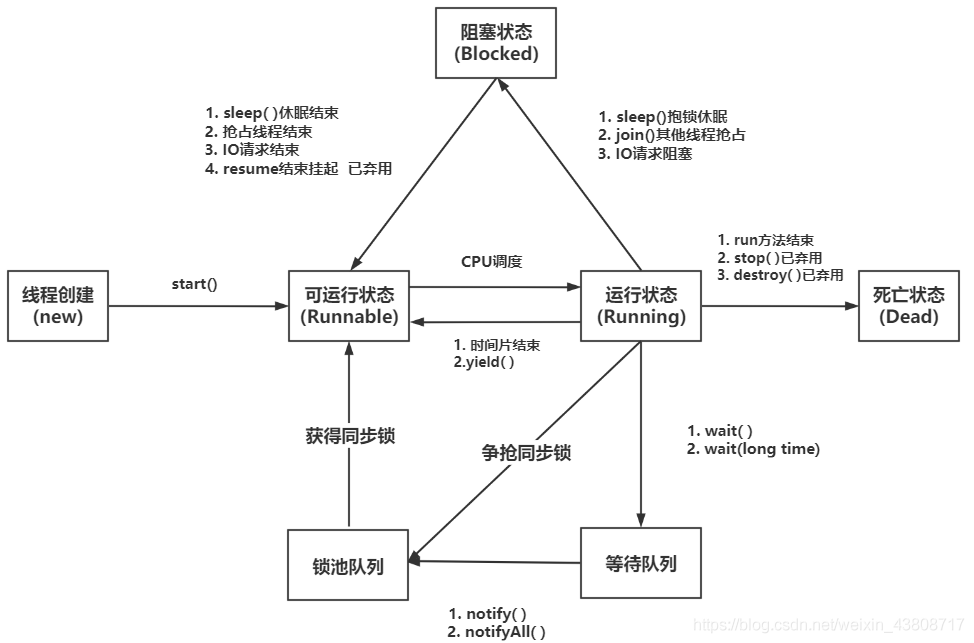 阻塞状态
(Blocked)
1. sleep( )休眠结束
2. 抢占线程结束
3. IO请求结束
4. resume结束挂起 已弃用
1. sleep()抱锁休眠
2. join()其他线程抢占
3. IO请求阻塞
线程创建
(new)
start()
可运行状态
(Runnable)
CPU调度
1. 时间片结束
2.yield( )
运行状态
(Running)
1. run方法结束
2. stop( )已弃用
3. destroy( )已弃用
死亡状态
(Dead)
获得同步锁
争抢同步锁
1. wait( )
2. wait(long time)
锁池队列
等待队列
1. notify( )
2. notifyAll( )
https://blog.csdn.net/weixin_43808717